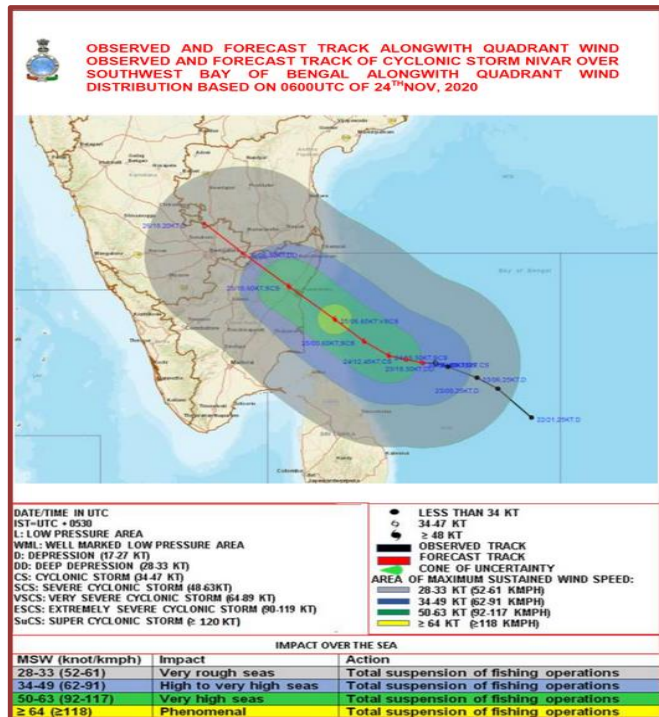 OBSERVED AND FORECAST TRACK ALONGWITH QUADRANT WIND
OBSERVED AND FORECAST TRACK OF CYCLONIC STORM NIVAR OVER
SOUTHWEST BAY OF BENGAL ALONGWITH QUADRANT WIND
DISTRIBUTION BASED ON 0600UTC OF 24THNOV, 2020
Bay of Bengal
Bengaluru
Coimbatore
Madurai
SRI LANKA
Colombo
22/21,25KT,D
DATE/TIME IN UTC
IST=UTC + 0530
L: LOW PRESSURE AREA
WML: WELL MARKED LOW PRESSURE AREA
D: DEPRESSION (17-27 KT)
DD: DEEP DEPRESSION (28-33 KT)
CS: CYCLONIC STORM (34-47 KT)
SCS: SEVERE CYCLONIC STORM (48-63KT)
VSCS: VERY SEVERE CYCLONIC STORM (64-89 KT)
ESCS: EXTREMELY SEVERE CYCLONIC STORM (90-119 KT)
SuCS: SUPER CYCLONIC STORM (≥ 120 KT)
LESS THAN 34 KT
34-47 KT
≥ 48 KT
OBSERVED TRACK
FORECAST TRACK
CONE OF UNCERTAINTY
AREA OF MAXIMUM SUSTAINED WIND SPEED:
28-33 KT (52-61 KMPH)
34-49 KT (62-91 KMPH)
50-63 KT (92-117 KMPH)
≥ 64 KT (≥118 KMPH)
IMPACT OVER THE SEA
MSW (knot/kmph) Impact Action
28-33 (52-61) Very rough seas Total suspension of fishing operations
34-49 (62-91) High to very high seas Total suspension of fishing operations
50-63 (92-117) Very high seas Total suspension of fishing operations
≥ 64 (≥118) Phenomenal Total suspension of fishing operations